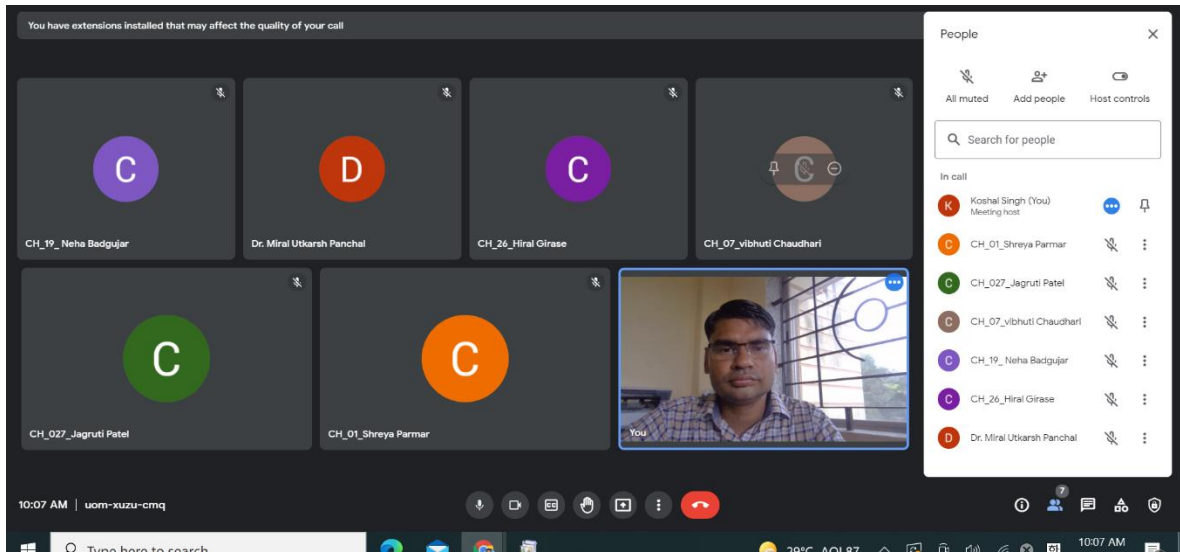 You have extensions installed that may affect the quality of your call
C
CH_19_ Neha Badgujar
D
Dr. Miral Utkarsh Panchal
C
CH_26_Hiral Girase
C
CH_07_vibhuti Chaudhari
C
CH_027_Jagruti Patel
C
CH_01_Shreya Parmar
You
People
All muted
Add people
Host controls
Search for people
In call
K
Koshal Singh (You)
Meeting host
C
CH_01_Shreya Parmar
C
CH_027_Jagruti Patel
C
CH_07_vibhuti Chaudhari
C
CH_19_ Neha Badgujar
C
CH_26_Hiral Girase
D
Dr. Miral Utkarsh Panchal
10:07 AM | uom-xuzu-cmq
CC
7
Type here to search
29°C AQI 87
10:07 AM